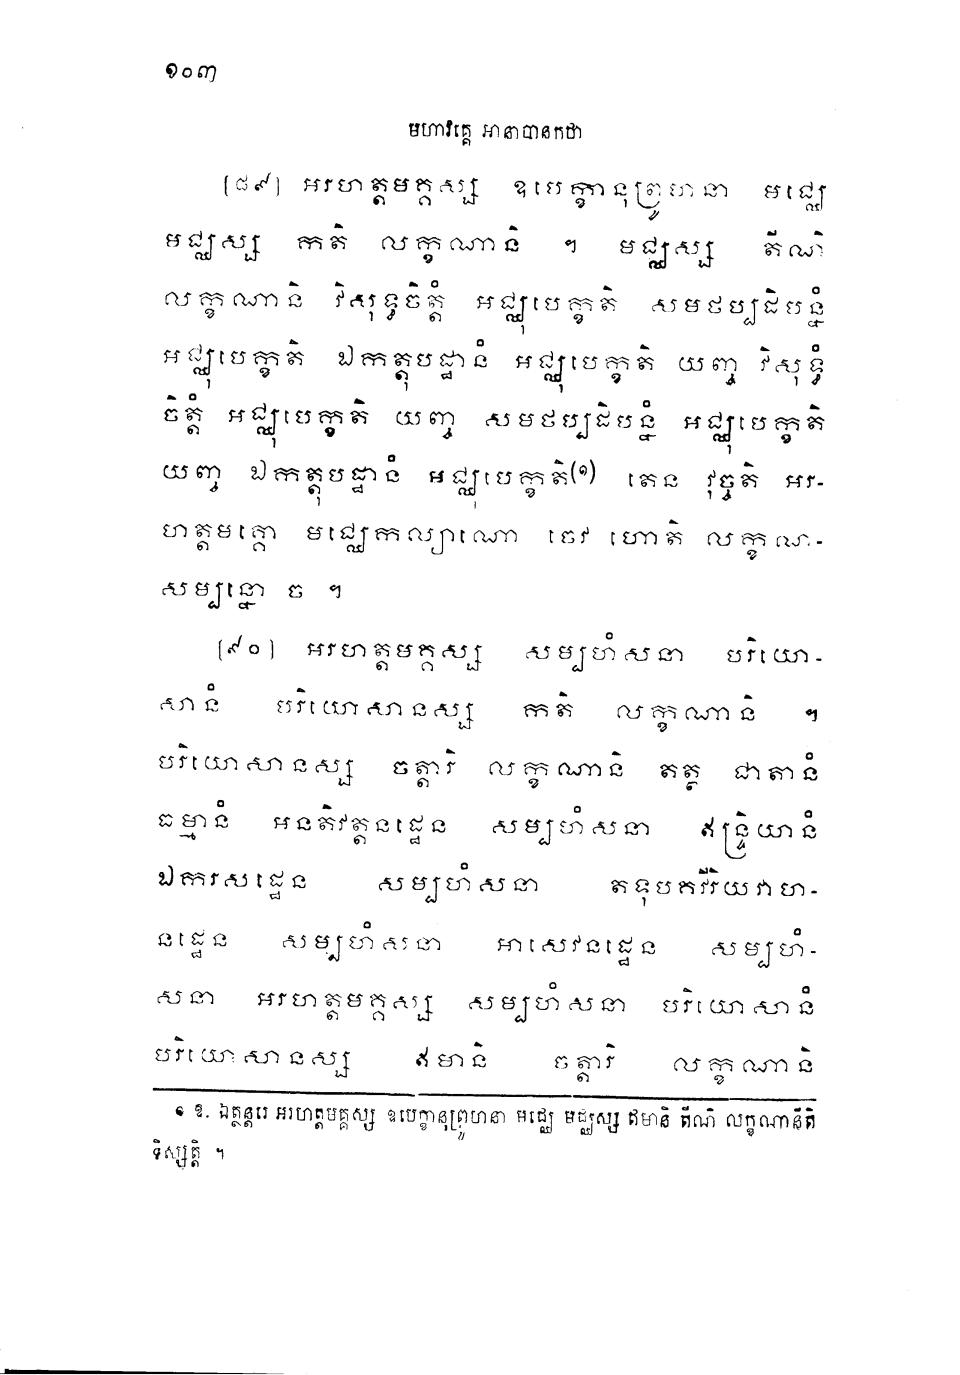 ១០៣
មហាវគ្គេ អានាបានកថា
[៨៩] អរហត្តមគ្គស្ស ឧបេក្ខានុព្រូហនា មជ្ឈេ
មជ្ឈស្ស កតិ លក្ខណានិ ។ មជ្ឈស្ស តីណិ
លក្ខណានិ វិសុទ្ធចិត្តំ អជ្ឈុបេក្ខតិ សមថប្បដិបន្នំ
អជ្ឈុបេក្ខតិ ឯកត្តុបដ្ឋានំ អជ្ឈុបេក្ខតិ យញ្ច វិសុទ្ធំ
ចិត្តំ អជ្ឈុបេក្ខតិ យញ្ច សមថប្បដិបន្នំ អជ្ឈុបេក្ខតិ
យញ្ច ឯកត្តុបដ្ឋានំ អជ្ឈុបេក្ខតិ(១) តេន វុច្ចតិ អរ-
ហត្តមគ្គោ មជ្ឈេកល្យាណោ ចេវ ហោតិ លក្ខណ-
សម្បន្នោ ច ។
[៩០] អរហត្តមគ្គស្ស សម្បហំសនា បរិយោ-
សានំ បរិយោសានស្ស កតិ លក្ខណានិ ។
បរិយោសានស្ស ចត្តារិ លក្ខណានិ តត្ថ ជាតានំ
ធម្មានំ អនតិវត្តនដ្ឋេន សម្បហំសនា ឥន្ទ្រិយានំ
ឯករសដ្ឋេន សម្បហំសនា តទុបគវីរិយវាហ-
នដ្ឋេន សម្បហំសនា អាសេវនដ្ឋេន សម្បហំ-
សនា អរហត្តមគ្គស្ស សម្បហំសនា បរិយោសានំ
បរិយោសានស្ស ឥមានិ ចត្តារិ លក្ខណានិ
១ ឱ. ឯត្ថន្តរេ អរហត្តមគ្គស្ស ឧបេក្ខានុព្រូហនា មជ្ឈេ មជ្ឈស្ស ឥមានិ តីណិ លក្ខណានីតិ
ទិស្សតិ ។